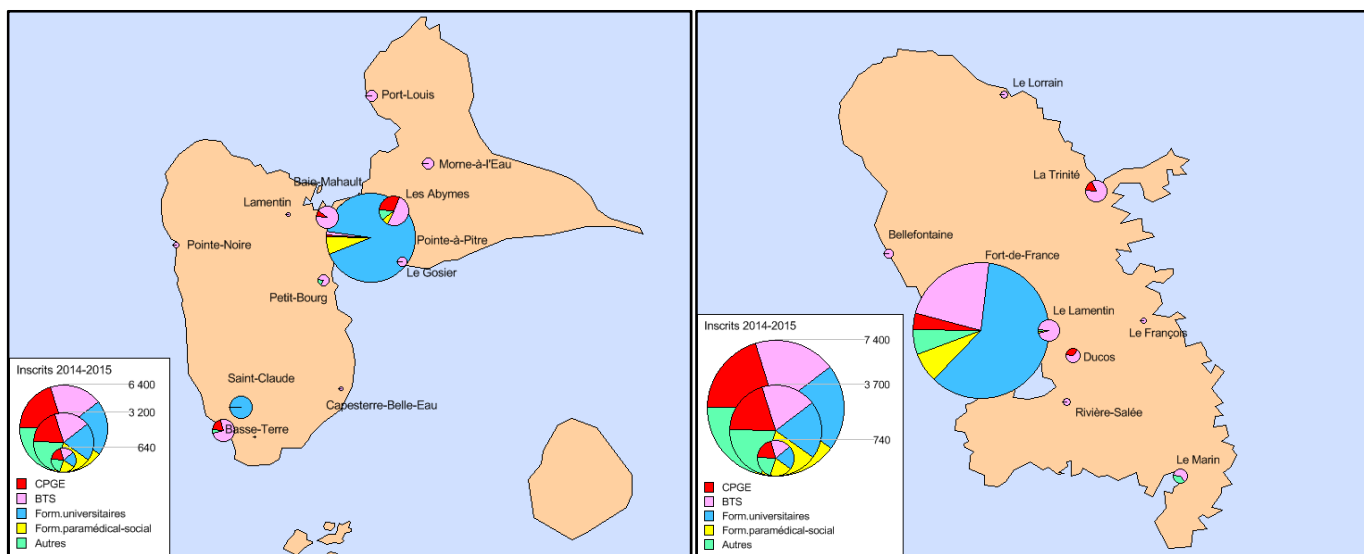 Port-Louis
Morne-à-l'Eau
Baie-Mahault
Les Abymes
Lamentin
Pointe-Noire
Pointe-à-Pitre
Le Gosier
Petit-Bourg
Saint-Claude
Capesterre-Belle-Eau
Basse-Terre
Inscrits 2014-2015
6 400
3 200
640
CPGE
BTS
Form.universitaires
Form.paramédical-social
Autres
Le Lorrain
La Trinité
Bellefontaine
Fort-de-France
Le Lamentin
Le François
Ducos
Rivière-Salée
Le Marin
Inscrits 2014-2015
7 400
3 700
740
CPGE
BTS
Form.universitaires
Form.paramédical-social
Autres